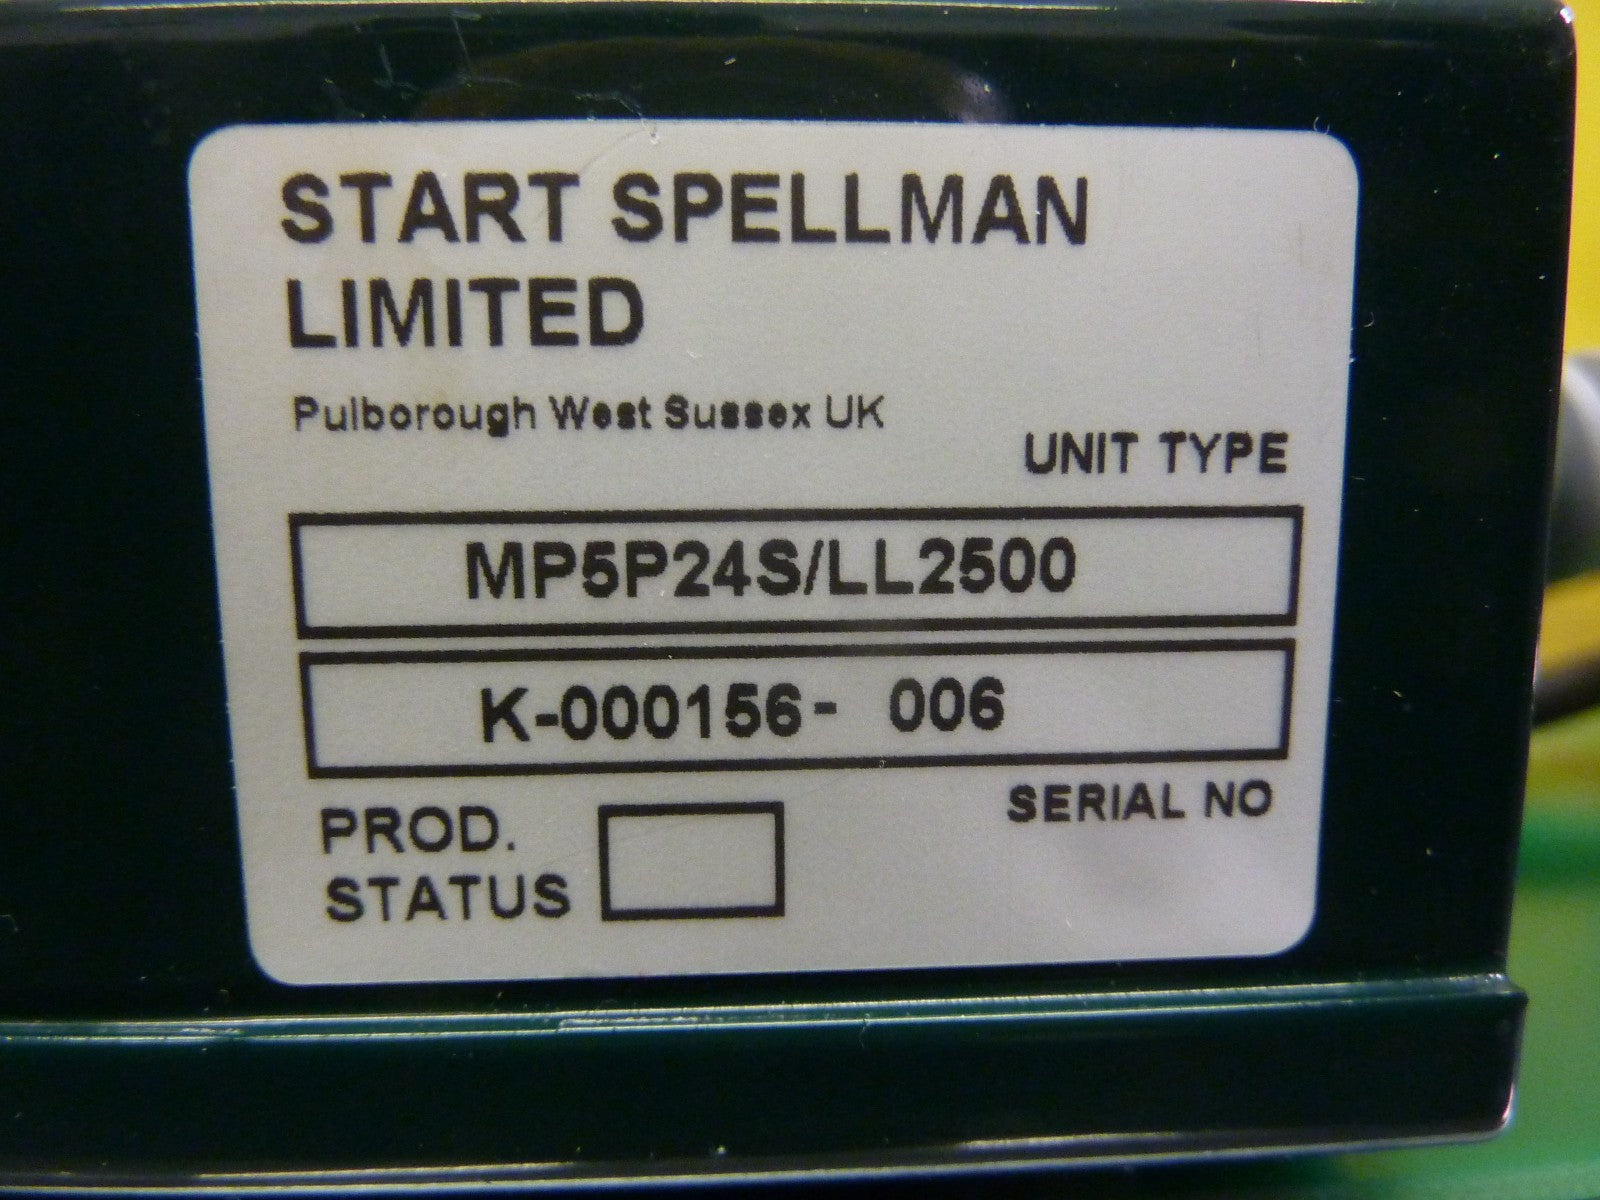 START SPELLMAN
LIMITED
Pulborough West Sussex UK
UNIT TYPE
MP5P24S/LL2500
K-000156- 006
SERIAL NO
PROD.
STATUS